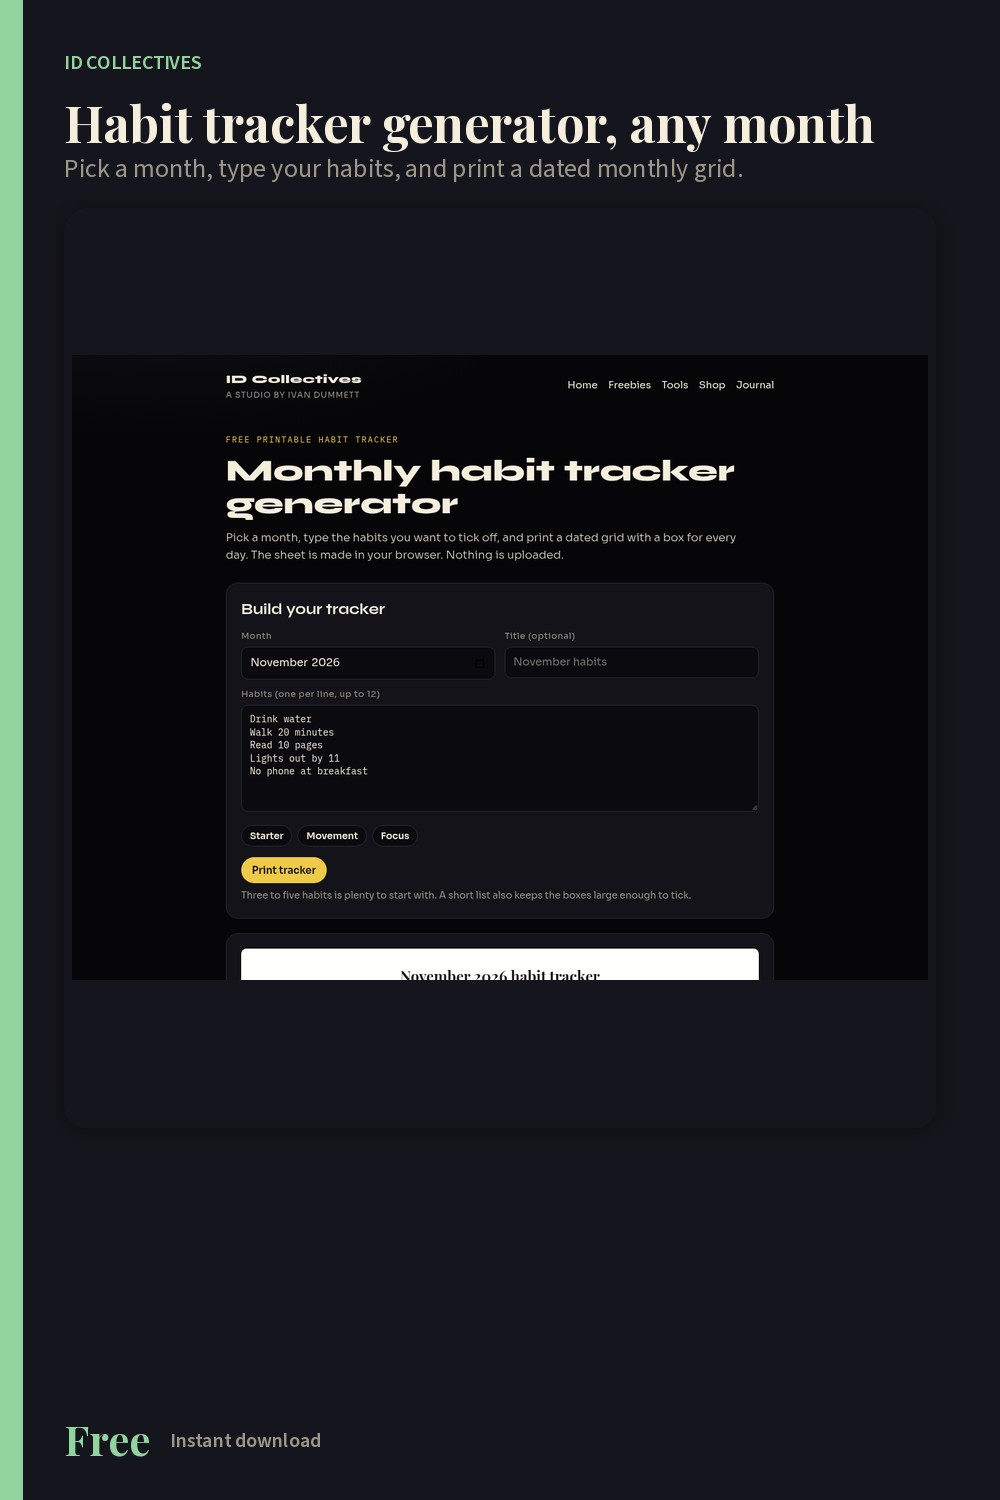 ID COLLECTIVES
Habit tracker generator, any month
Pick a month, type your habits, and print a dated monthly grid.
ID Collectives
A STUDIO BY IVAN DUMMETT
Home Freebies Tools Shop Journal
FREE PRINTABLE HABIT TRACKER
Monthly habit tracker
generator
Pick a month, type the habits you want to tick off, and print a dated grid with a box for every
day. The sheet is made in your browser. Nothing is uploaded.
Build your tracker
Month
Title (optional)
November 2026
November habits
Habits (one per line, up to 12)
Drink water
Walk 20 minutes
Read 10 pages
Lights out by 11
No phone at breakfast
Starter Movement Focus
Print tracker
Three to five habits is plenty to start with. A short list also keeps the boxes large enough to tick.
November 2026 habit tracker
Free Instant download